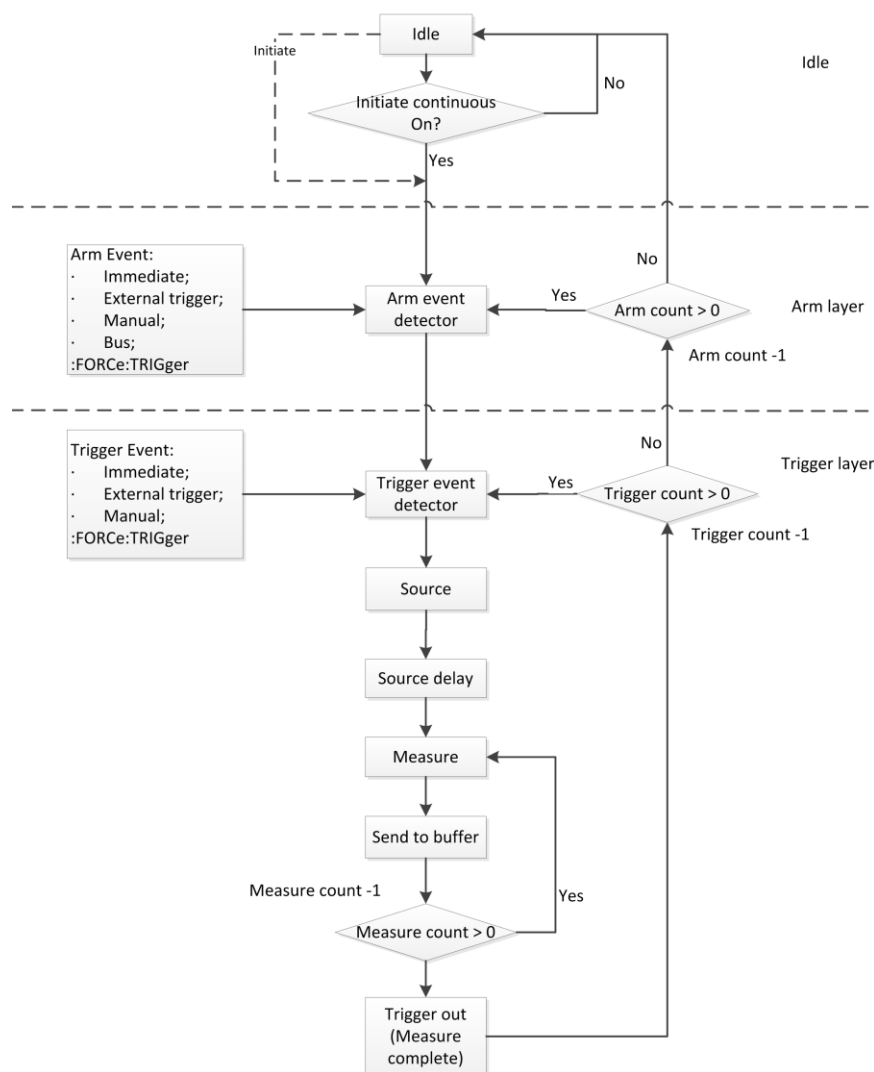 Idle
Initiate
Idle
No
Initiate continuous
On?
Yes
Arm Event:
· Immediate;
· External trigger;
· Manual;
· Bus;
:FORCe:TRIGger
No
Arm event
detector
Yes
Arm count > 0
Arm layer
Arm count -1
Trigger Event:
· Immediate;
· External trigger;
· Manual;
:FORCe:TRIGger
No
Trigger layer
Trigger event
detector
Yes
Trigger count > 0
Trigger count -1
Source
Source delay
Measure
Send to buffer
Measure count -1
Yes
Measure count > 0
Trigger out
(Measure
complete)